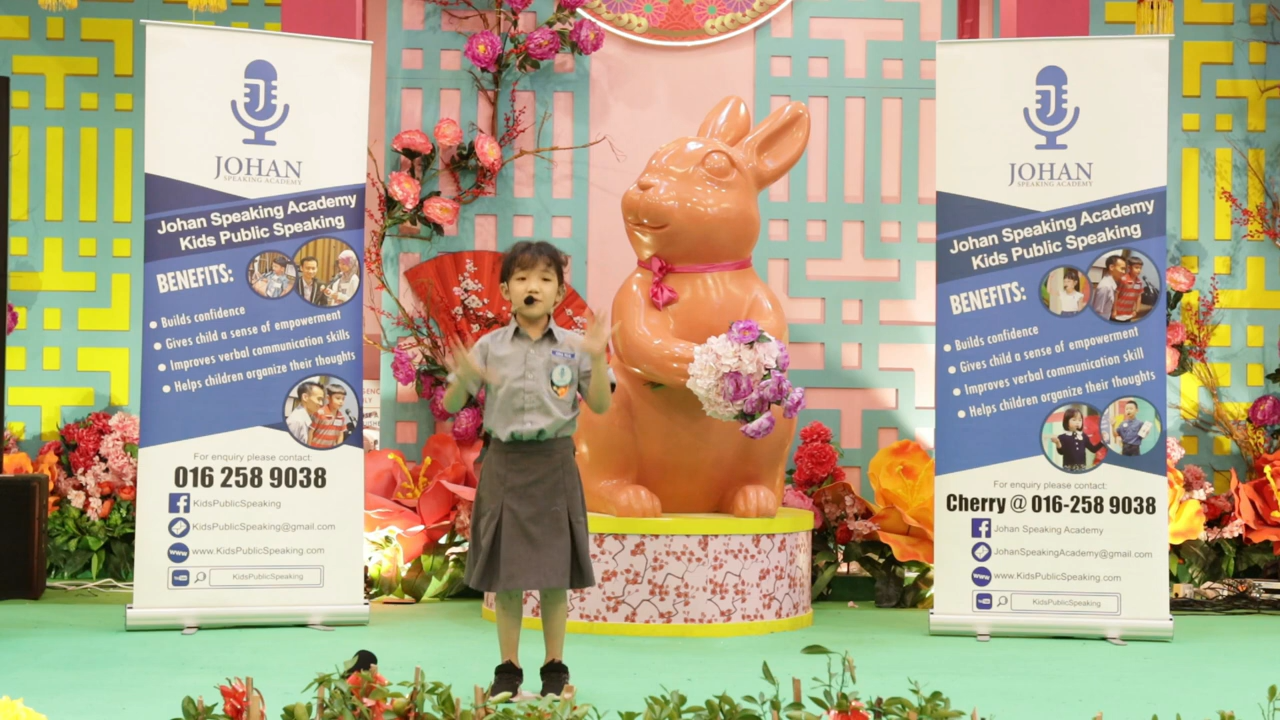 JOHAN
SPEAKING ACADEMY
Johan Speaking Academy
Kids Public Speaking
BENEFITS:
Builds confidence
Gives child a sense of empowerment
Improves verbal communication skills
Helps children organize their thoughts
For enquiry please contact:
016 258 9038
KidsPublicSpeaking
KidsPublicSpeaking@gmail.com
www www.KidsPublicSpeaking.com
KidsPublicSpeaking
JOHAN
SPEAKING ACADEMY
Johan Speaking Academy
Kids Public Speaking
BENEFITS:
Builds confidence
Gives child a sense of empowerment
Improves verbal communication skill
Helps children organize their thoughts
For enquiry please contact:
Cherry @ 016-258 9038
Johan Speaking Academy
JohanSpeakingAcademy@gmail.com
www www.KidsPublicSpeaking.com
KidsPublicSpeaking